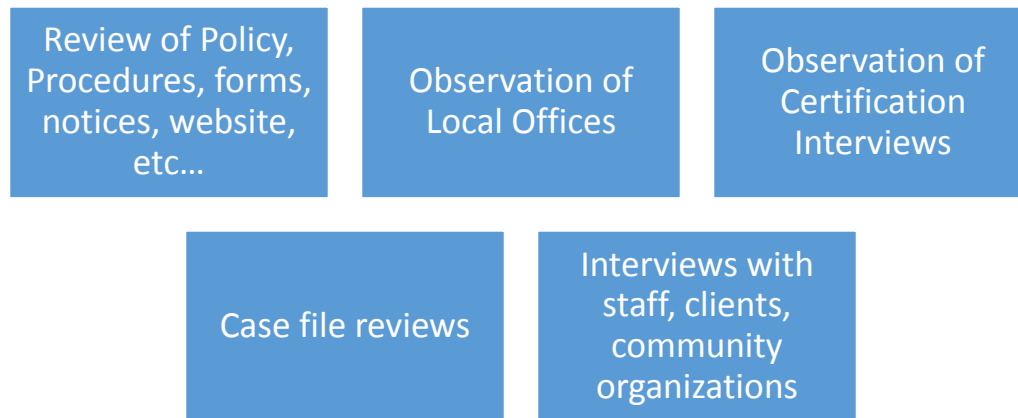 Review of Policy,
Procedures, forms,
notices, website,
etc…
Observation of
Local Offices
Observation of
Certification
Interviews
Case file reviews
Interviews with
staff, clients,
community
organizations